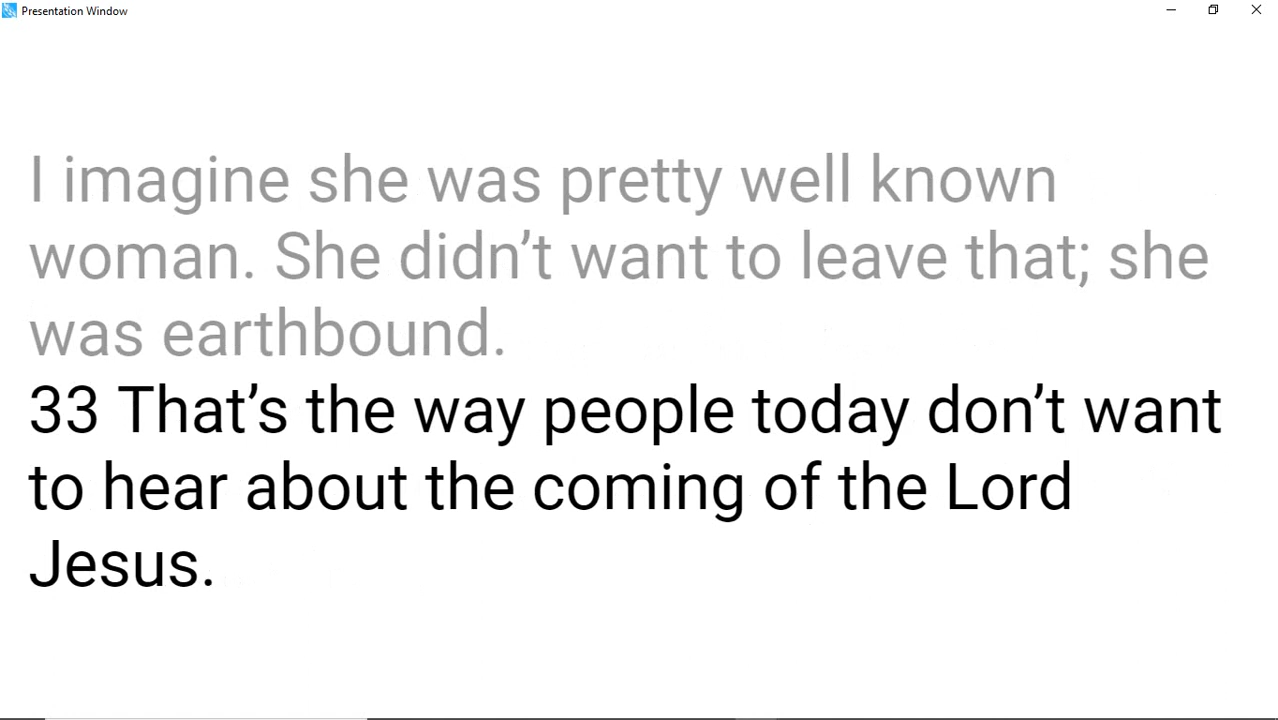 Presentation Window
I imagine she was pretty well known
woman. She didn’t want to leave that; she
was earthbound.
33 That’s the way people today don’t want
to hear about the coming of the Lord
Jesus.